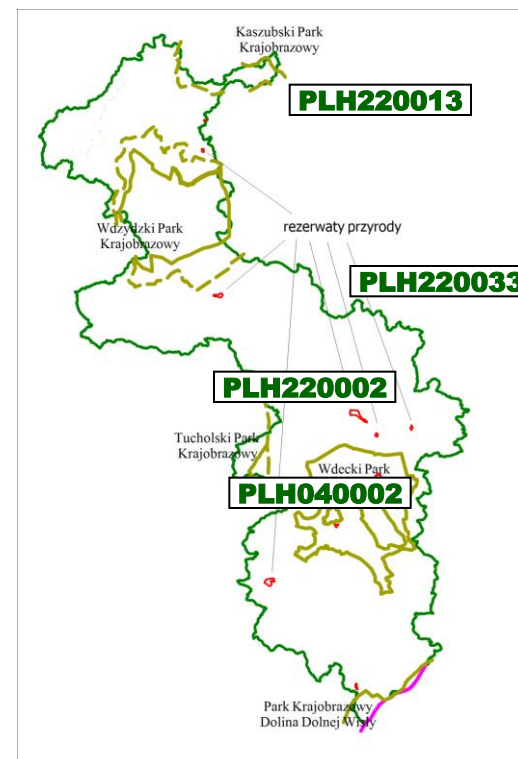 Kaszubski Park
Krajobrazowy
PLH220013
Wdzydzki Park
Krajobrazowy
rezerwaty przyrody
PLH220033
PLH220002
Tucholski Park
Krajobrazowy
Wdecki Park
PLH040002
Park Krajobrazowy
Dolina Dolnej Wisły